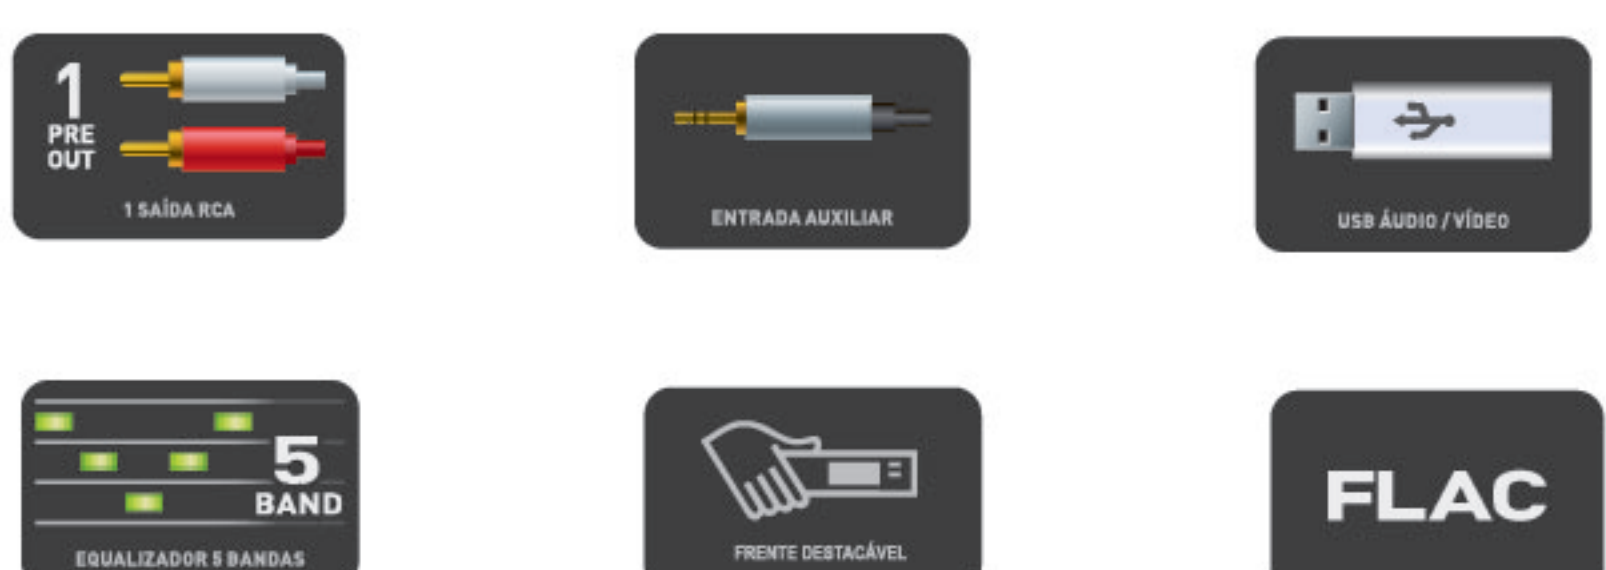 1
PRE
OUT
1 SAÍDA RCA
ENTRADA AUXILIAR
USB ÁUDIO / VÍDEO
5
BAND
EQUALIZADOR 5 BANDAS
FRENTE DESTACÁVEL
FLAC